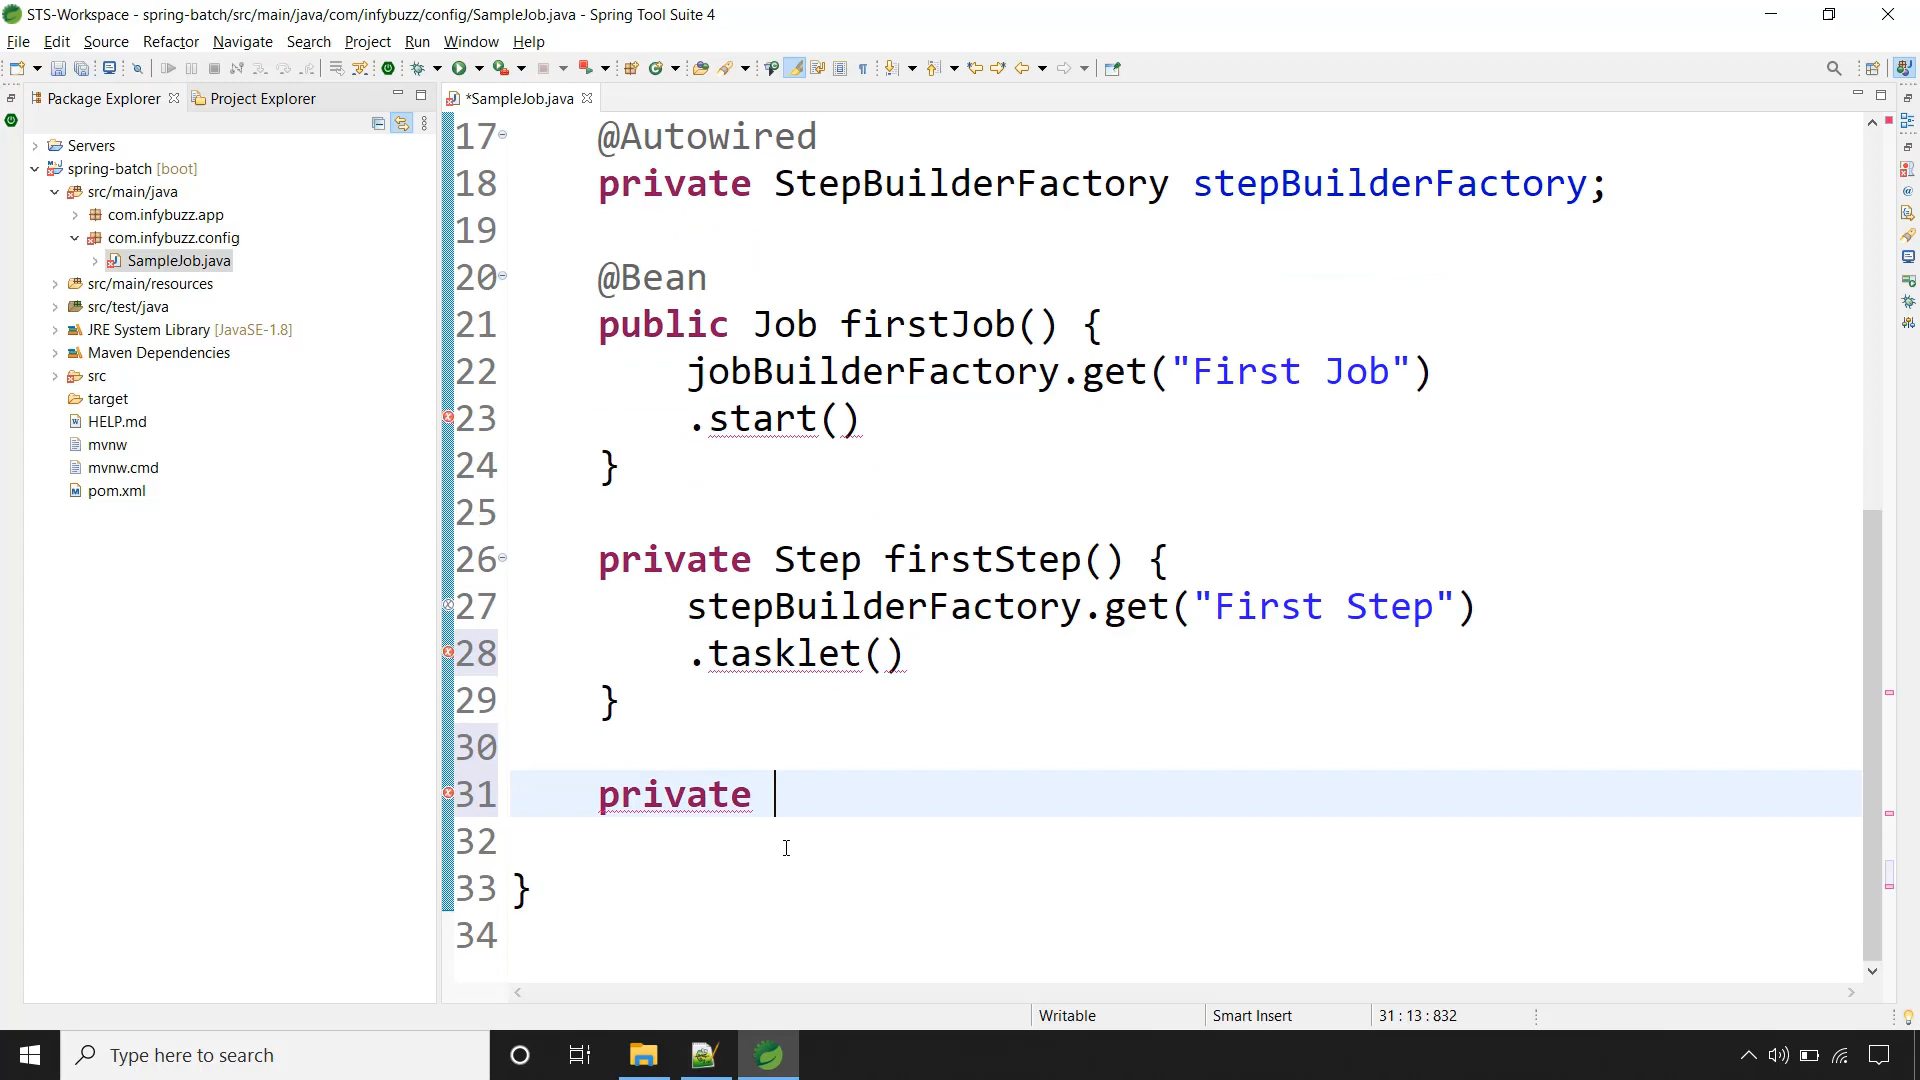 STS-Workspace - spring-batch/src/main/java/com/infybuzz/config/SampleJob.java - Spring Tool Suite 4
File Edit Source Refactor Navigate Search Project Run Window Help
Package Explorer
Project Explorer
*SampleJob.java
Servers
spring-batch [boot]
src/main/java
com.infybuzz.app
com.infybuzz.config
SampleJob.java
src/main/resources
src/test/java
JRE System Library [JavaSE-1.8]
Maven Dependencies
src
target
HELP.md
mvnw
mvnw.cmd
pom.xml
17 @Autowired
18 private StepBuilderFactory stepBuilderFactory;
19
20 @Bean
21 public Job firstJob() {
22 jobBuilderFactory.get("First Job")
23 .start()
24 }
25
26 private Step firstStep() {
27 stepBuilderFactory.get("First Step")
28 .tasklet()
29 }
30
31 private
32
33 }
34
Writable Smart Insert 31 : 13 : 832
Type here to search